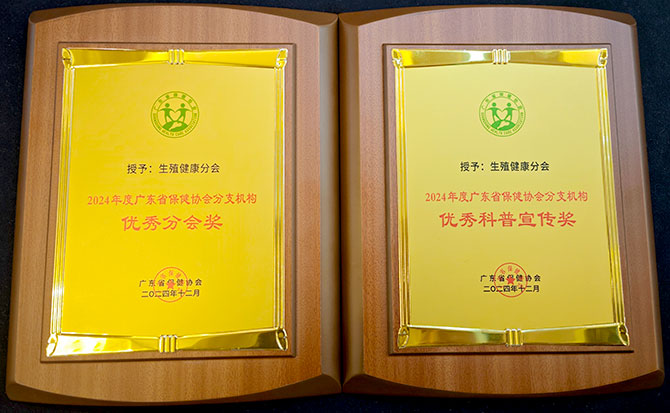 授予：生殖健康分会
2024年度广东省保健协会分支机构
优秀分会奖
广东省保健协会
二〇二四年十二月
授予：生殖健康分会
2024年度广东省保健协会分支机构
优秀科普宣传奖
广东省保健协会
二〇二四年十二月